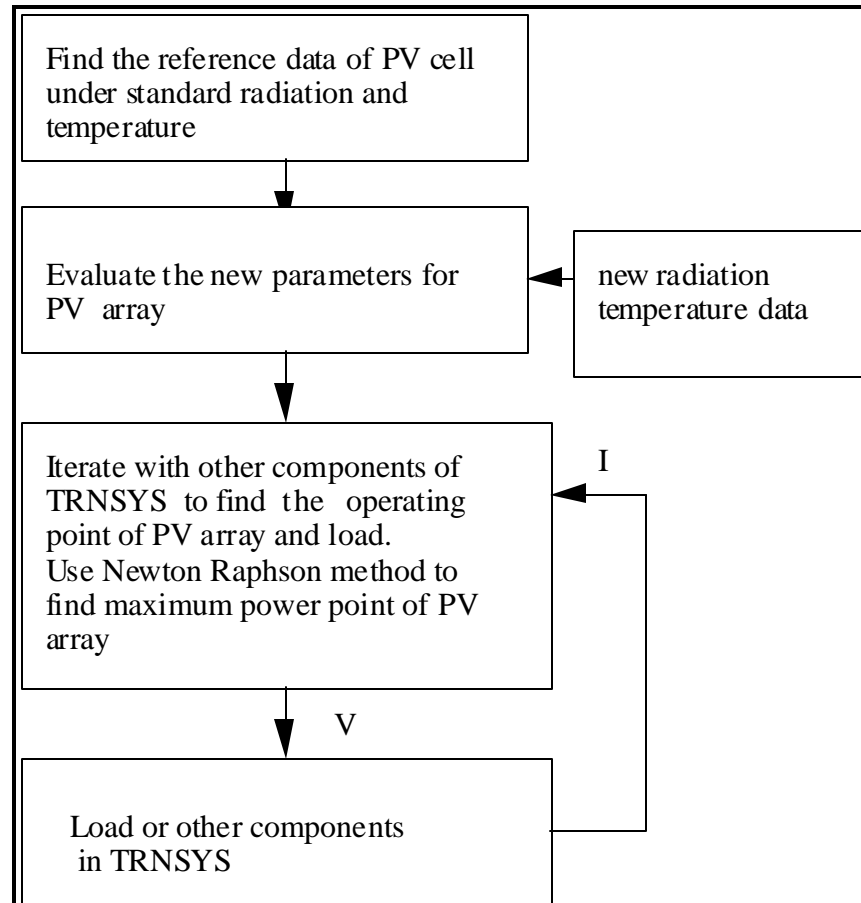 Find the reference data of PV cell
under standard radiation and
temperature
Evaluate the new parameters for
PV array
new radiation
temperature data
Iterate with other components of
TRNSYS to find the operating
point of PV array and load.
Use Newton Raphson method to
find maximum power point of PV
array
I
V
Load or other components
in TRNSYS